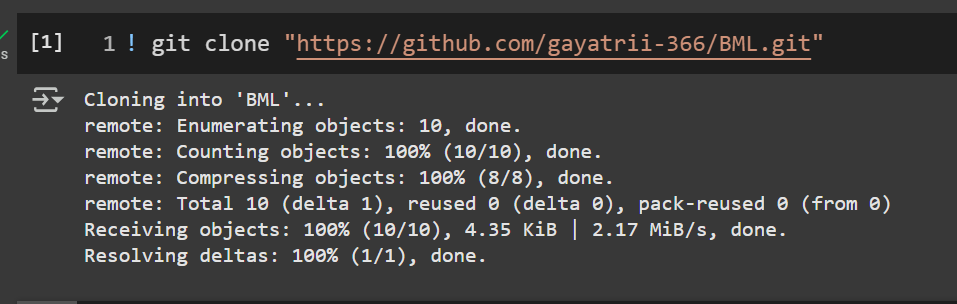 s
[1] 1 ! git clone "https://github.com/gayatrii-366/BML.git"
Cloning into 'BML'...
remote: Enumerating objects: 10, done.
remote: Counting objects: 100% (10/10), done.
remote: Compressing objects: 100% (8/8), done.
remote: Total 10 (delta 1), reused 0 (delta 0), pack-reused 0 (from 0)
Receiving objects: 100% (10/10), 4.35 KiB | 2.17 MiB/s, done.
Resolving deltas: 100% (1/1), done.